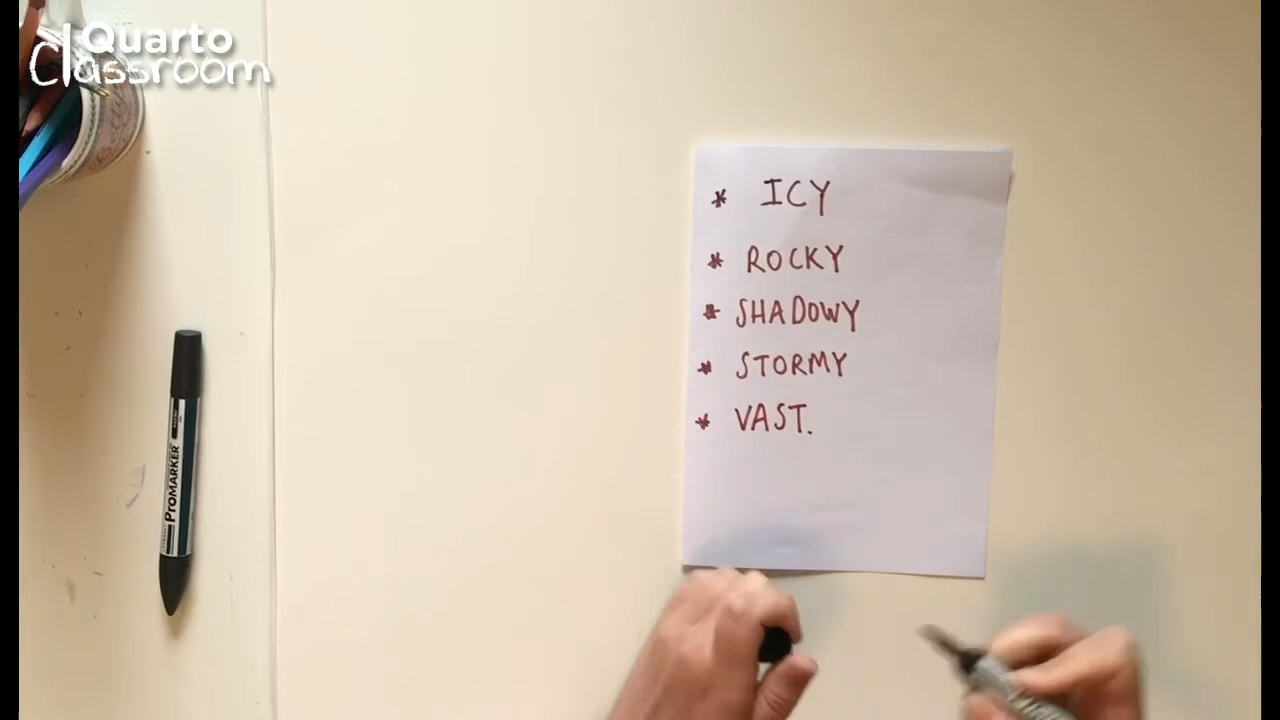 Quarto
Classroom
* ICY
* ROCKY
* SHADOWY
* STORMY
* VAST.
PROMARKER